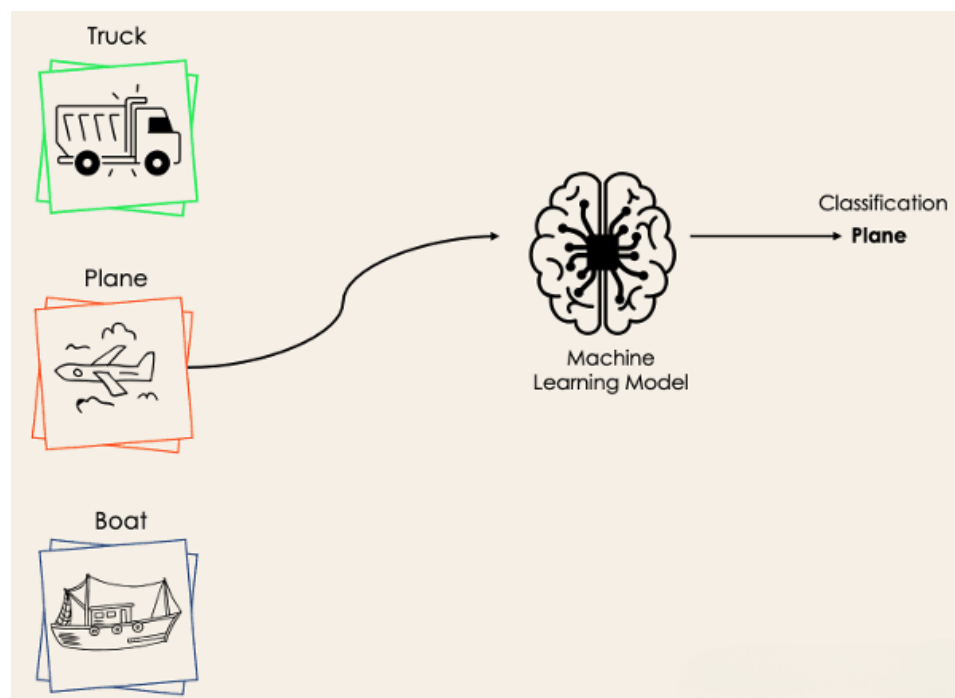 Truck
Plane
Boat
Machine
Learning Model
Classification
Plane